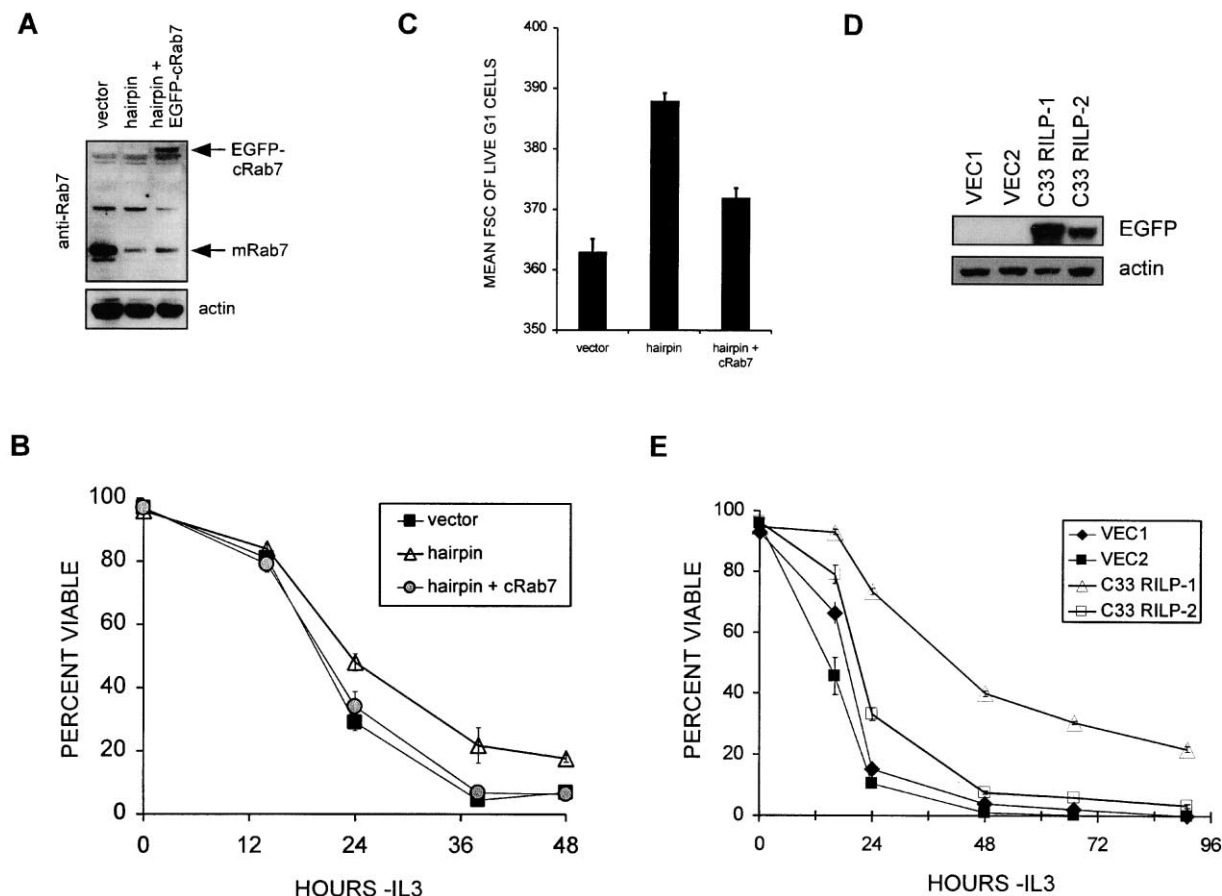 A
vector
hairpin
hairpin +
EGFP-cRab7
anti-Rab7
EGFP-
cRab7
mRab7
actin
C
MEAN FSC OF LIVE G1 CELLS
400
390
380
370
360
350
vector
hairpin
hairpin +
cRab7
D
VEC1
VEC2
C33 RILP-1
C33 RILP-2
EGFP
actin
B
PERCENT VIABLE
100
80
60
40
20
0
0
12
24
36
48
HOURS -IL3
vector
hairpin
hairpin + cRab7
E
PERCENT VIABLE
100
80
60
40
20
0
0
24
48
72
96
HOURS -IL3
VEC1
VEC2
C33 RILP-1
C33 RILP-2